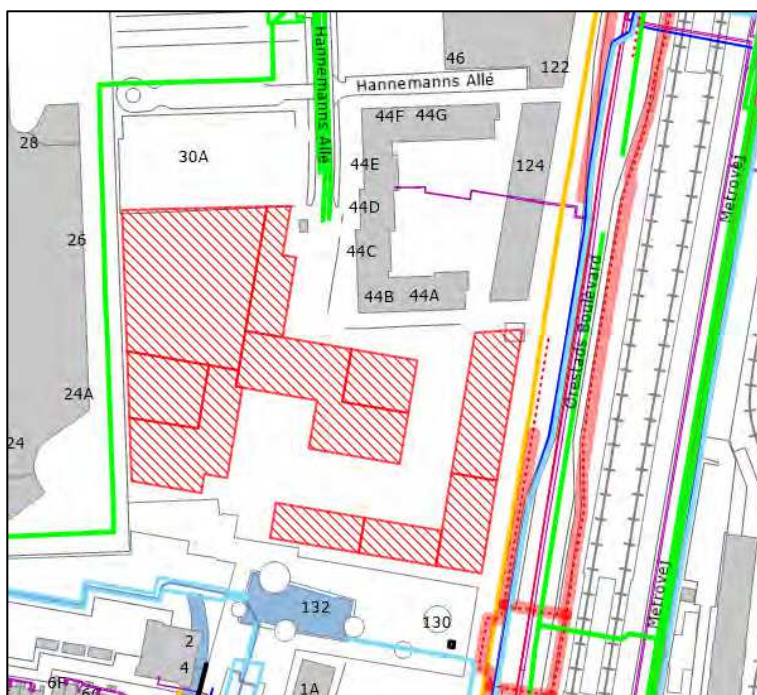 Hannemanns Allé
46
122
Hannemanns Allé
44F 44G
28
30A
44E
124
Metrovej
44D
26
44C
Ørestads Boulevard
44B 44A
24A
24
132
130
2
4
Metrovej
1A